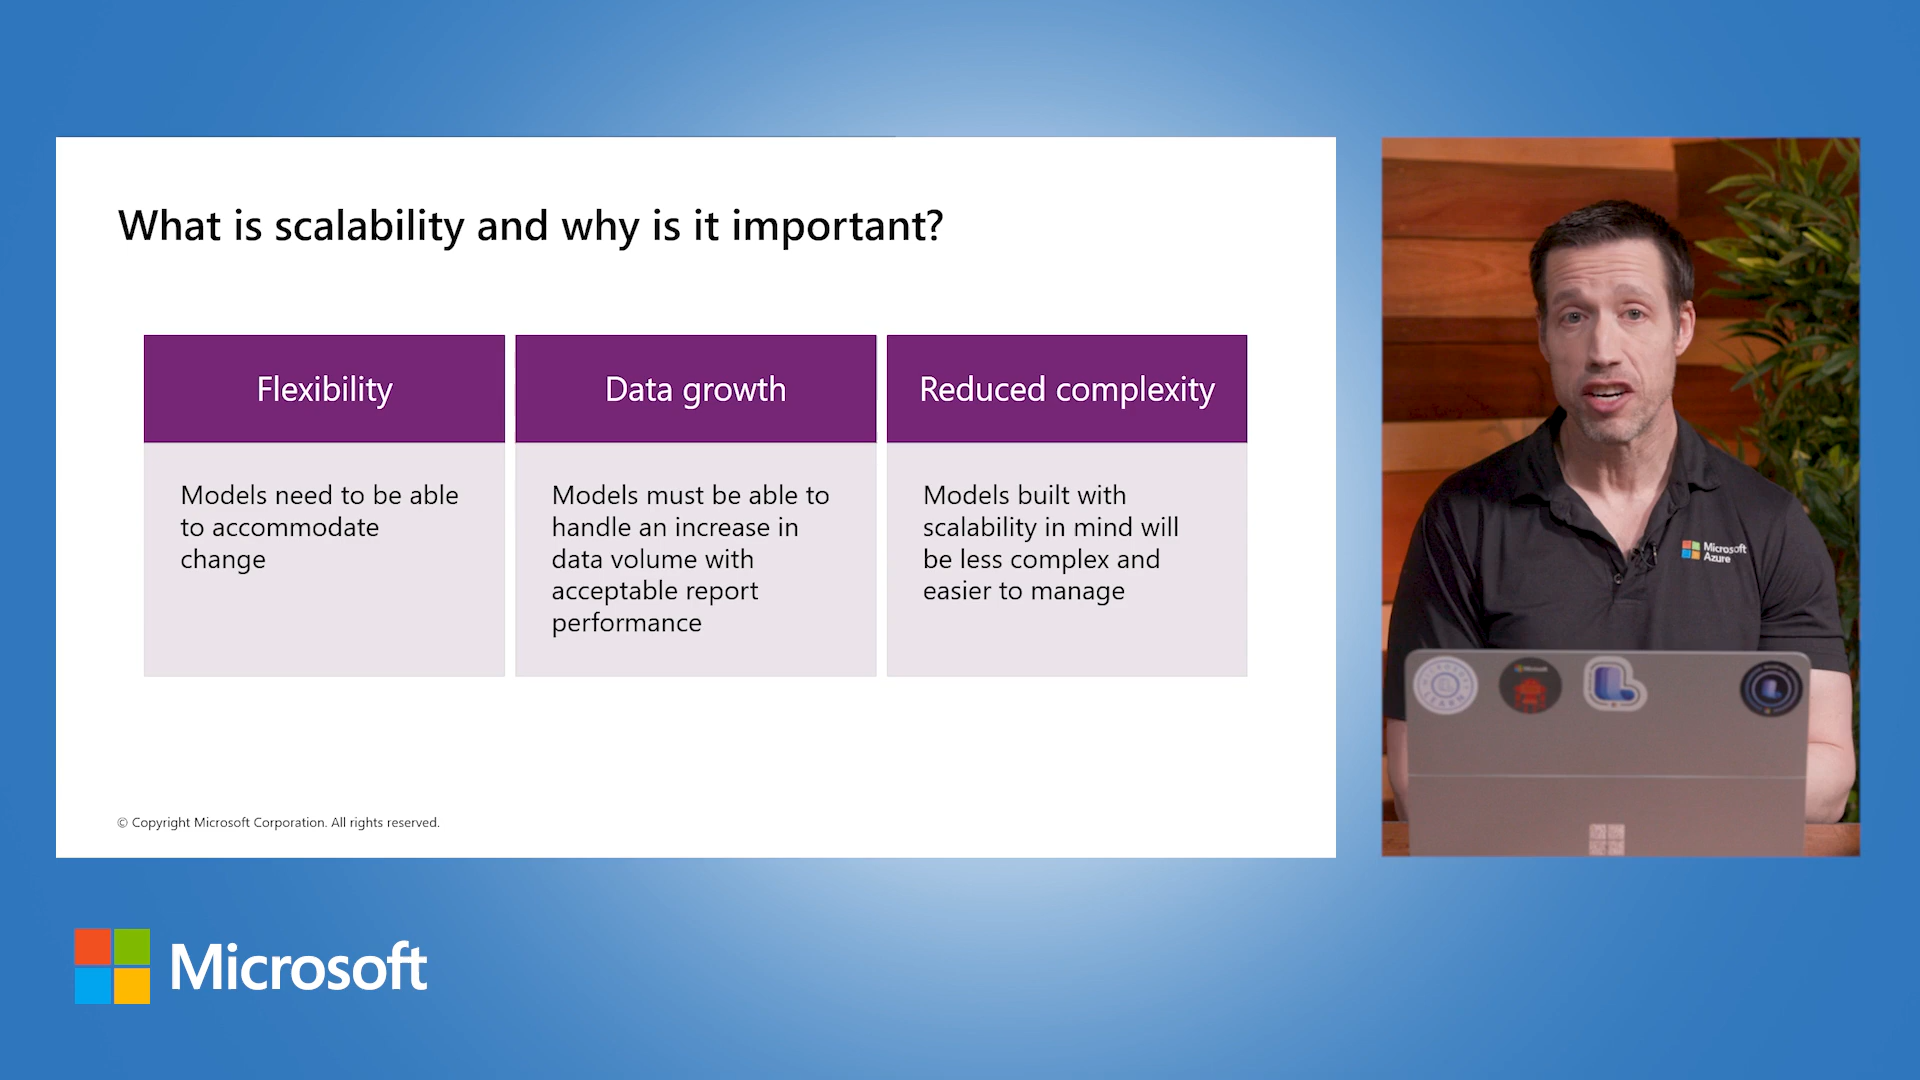 What is scalability and why is it important?
Flexibility
Models need to be able
to accommodate
change
Data growth
Models must be able to
handle an increase in
data volume with
acceptable report
performance
Reduced complexity
Models built with
scalability in mind will
be less complex and
easier to manage
© Copyright Microsoft Corporation. All rights reserved.
Microsoft
Azure
LEARN
Microsoft